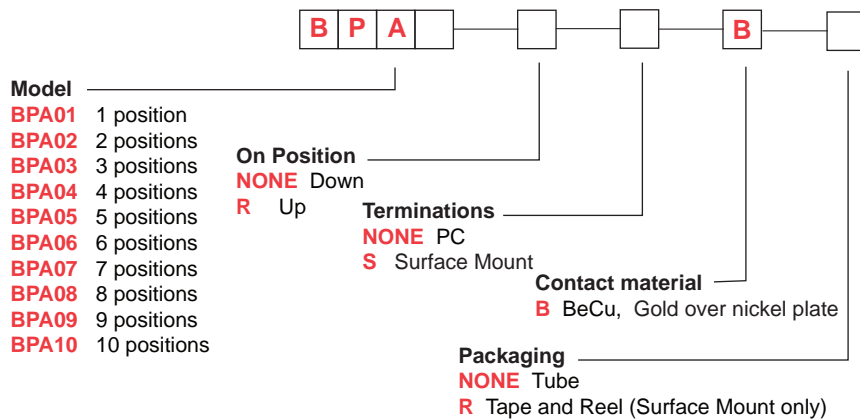 B P A B
Model
BPA01 1 position
BPA02 2 positions
BPA03 3 positions
BPA04 4 positions
BPA05 5 positions
BPA06 6 positions
BPA07 7 positions
BPA08 8 positions
BPA09 9 positions
BPA10 10 positions
On Position
NONE Down
R Up
Terminations
NONE PC
S Surface Mount
Contact material
B BeCu, Gold over nickel plate
Packaging
NONE Tube
R Tape and Reel (Surface Mount only)